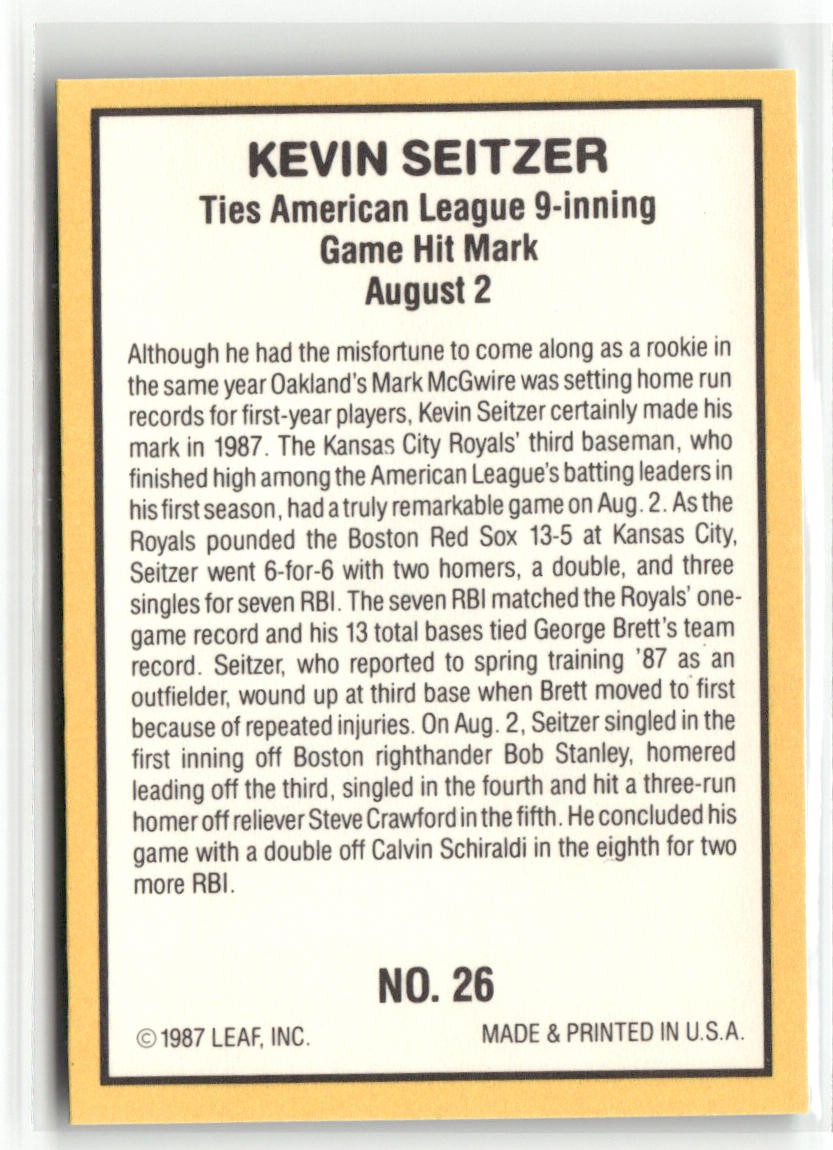 KEVIN SEITZER
Ties American League 9-inning
Game Hit Mark
August 2
Although he had the misfortune to come along as a rookie in
the same year Oakland's Mark McGwire was setting home run
records for first-year players, Kevin Seitzer certainly made his
mark in 1987. The Kansas City Royals' third baseman, who
finished high among the American League's batting leaders in
his first season, had a truly remarkable game on Aug. 2. As the
Royals pounded the Boston Red Sox 13-5 at Kansas City,
Seitzer went 6-for-6 with two homers, a double, and three
singles for seven RBI. The seven RBI matched the Royals' one-
game record and his 13 total bases tied George Brett's team
record. Seitzer, who reported to spring training '87 as an
outfielder, wound up at third base when Brett moved to first
because of repeated injuries. On Aug. 2, Seitzer singled in the
first inning off Boston righthander Bob Stanley, homered
leading off the third, singled in the fourth and hit a three-run
homer off reliever Steve Crawford in the fifth. He concluded his
game with a double off Calvin Schiraldi in the eighth for two
more RBI.
NO. 26
© 1987 LEAF, INC. MADE & PRINTED IN U.S.A.